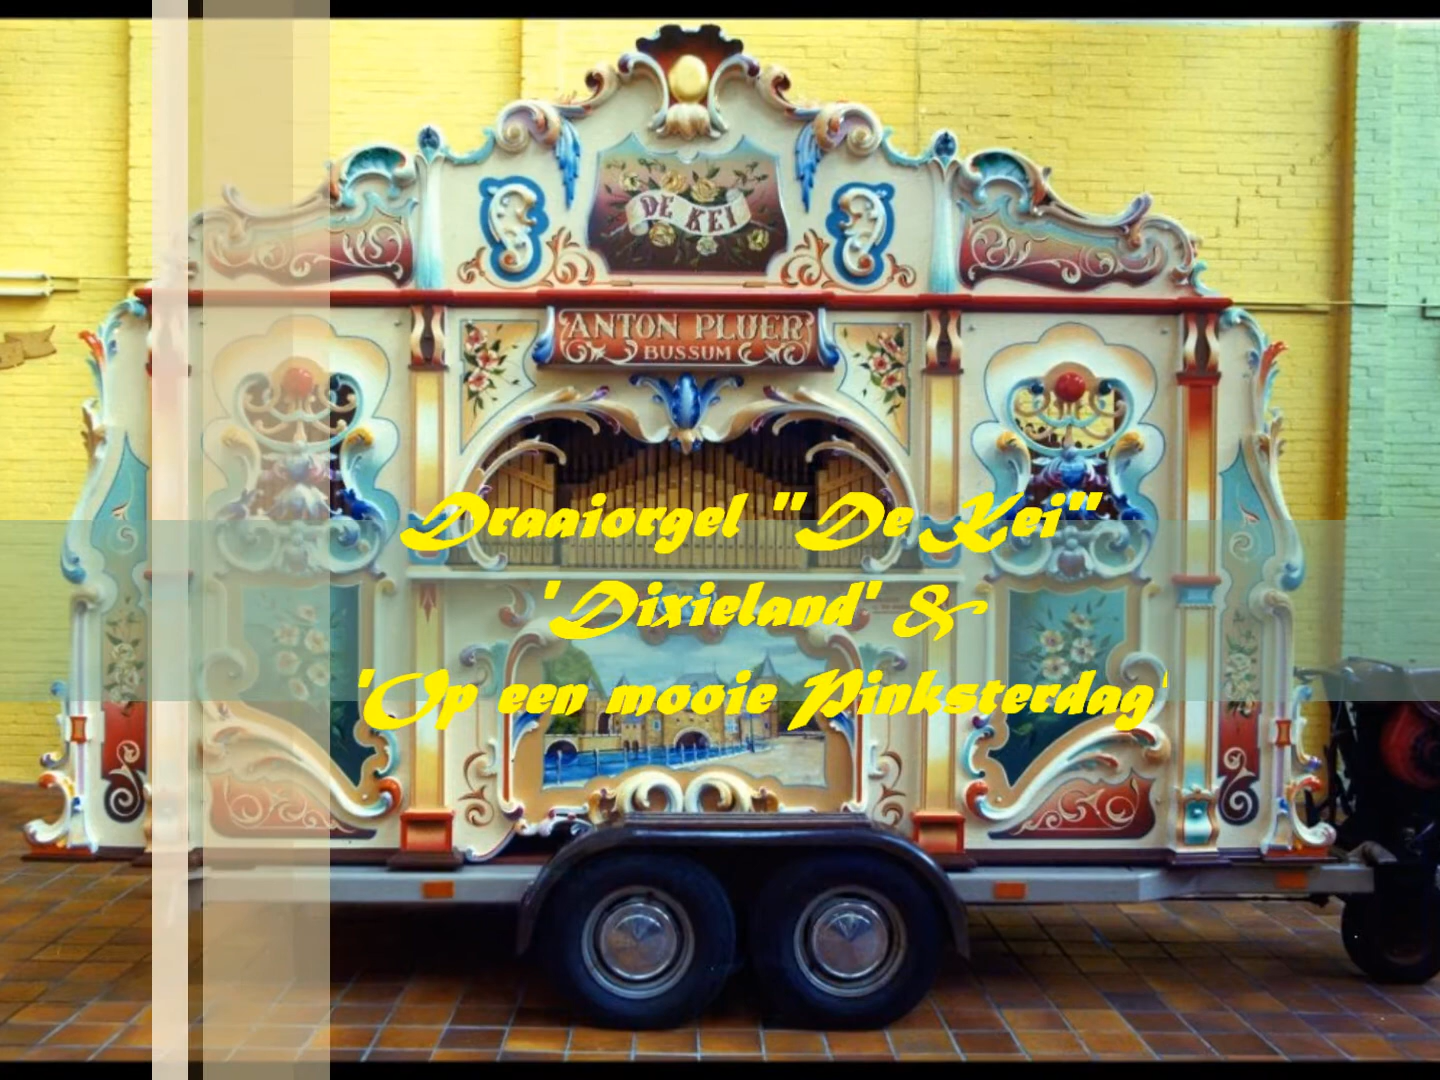 DE KEI
ANTON PLUER
BUSSUM
Draaiorgel "De Kei"
'Dixieland' &
'Op een mooie Pinksterdag'